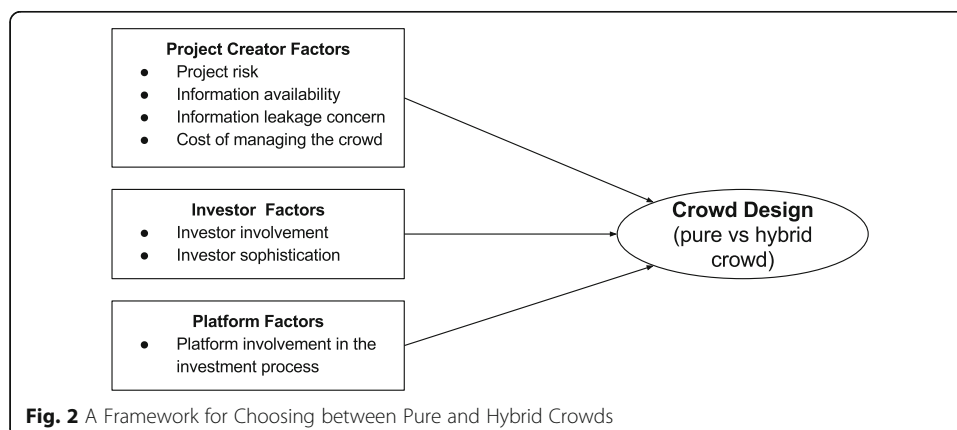 Project Creator Factors
● Project risk
● Information availability
● Information leakage concern
● Cost of managing the crowd
Investor Factors
● Investor involvement
● Investor sophistication
Platform Factors
● Platform involvement in the
investment process
Crowd Design
(pure vs hybrid
crowd)
Fig. 2 A Framework for Choosing between Pure and Hybrid Crowds